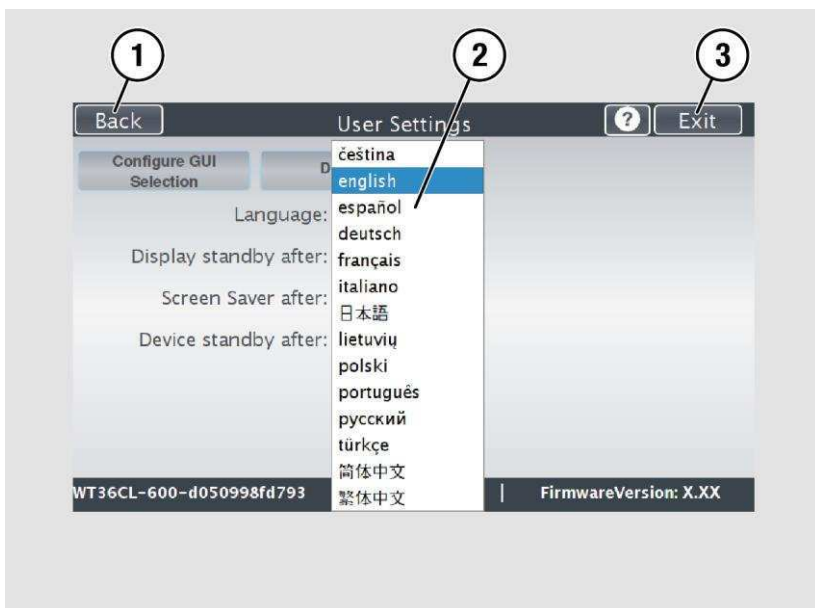 1
2
3
Back
User Settings
?
Exit
Configure GUI
Selection
D
Language:
Display standby after:
Screen Saver after:
Device standby after:
čeština
english
español
deutsch
français
italiano
日本語
lietuvių
polski
português
русский
türkçe
简体中文
繁体中文
WT36CL-600-d050998fd793
|
FirmwareVersion: X.XX